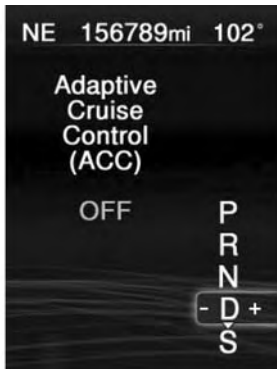 NE 156789mi 102°
Adaptive
Cruise
Control
(ACC)
OFF
P
R
N
- D +
S